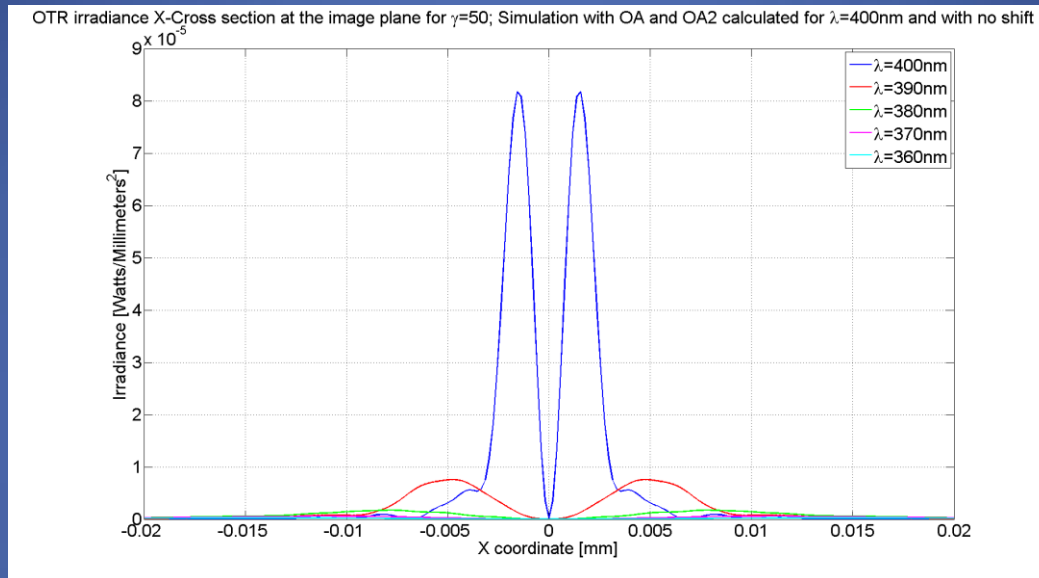 OTR irradiance X-Cross section at the image plane for γ=50; Simulation with OA and OA2 calculated for λ=400nm and with no shift
x 10^-5
9
8
7
6
5
4
3
2
1
0
Irradiance [Watts/Millimeters^2]
λ=400nm
λ=390nm
λ=380nm
λ=370nm
λ=360nm
-0.02 -0.015 -0.01 -0.005 0 0.005 0.01 0.015 0.02
X coordinate [mm]